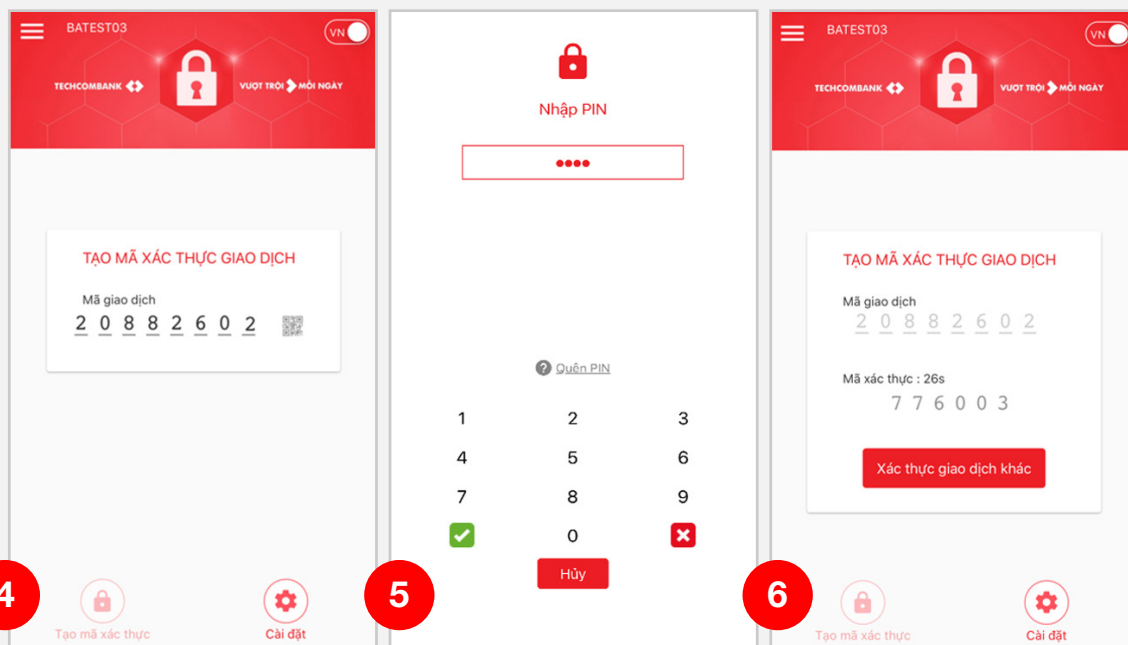 BATEST03
VN
TECHCOMBANK
VƯỢT TRỘI MỖI NGÀY
TẠO MÃ XÁC THỰC GIAO DỊCH
Mã giao dịch
2 0 8 8 2 6 0 2
4
Tạo mã xác thực
Cài đặt
Nhập PIN
? Quên PIN
1 2 3
4 5 6
7 8 9
0
Hủy
5
BATEST03
VN
TECHCOMBANK
VƯỢT TRỘI MỖI NGÀY
TẠO MÃ XÁC THỰC GIAO DỊCH
Mã giao dịch
2 0 8 8 2 6 0 2
Mã xác thực : 26s
7 7 6 0 0 3
Xác thực giao dịch khác
6
Tạo mã xác thực
Cài đặt